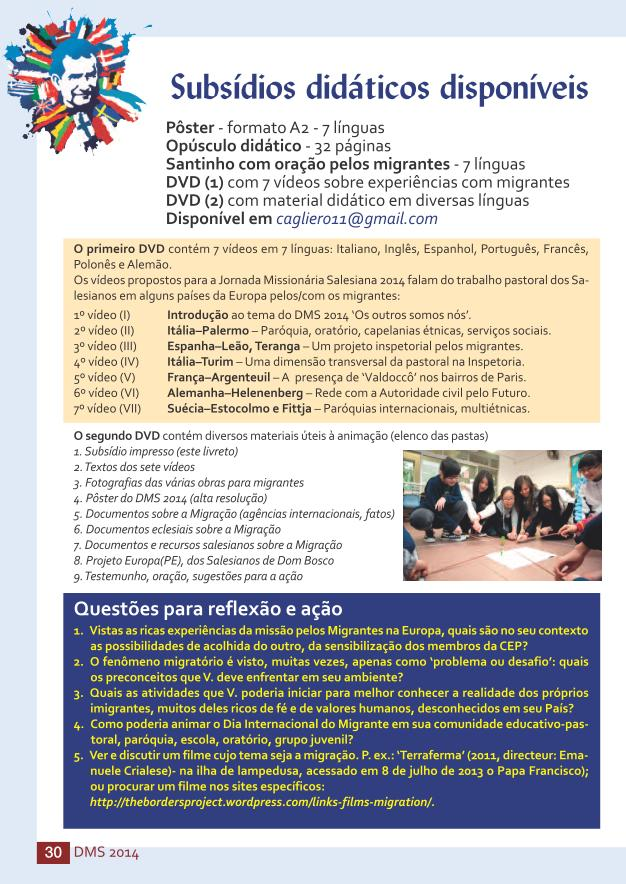 Subsídios didáticos disponíveis
Pôster - formato A2 - 7 línguas
Opúsculo didático - 32 páginas
Santinho com oração pelos migrantes - 7 línguas
DVD (1) com 7 vídeos sobre experiências com migrantes
DVD (2) com material didático em diversas línguas
Disponível em cagliero11@gmail.com
O primeiro DVD contém 7 vídeos em 7 línguas: Italiano, Inglês, Espanhol, Português, Francês,
Polonês e Alemão.
Os vídeos propostos para a Jornada Missionária Salesiana 2014 falam do trabalho pastoral dos Sa-
lesianos em alguns países da Europa pelos/com os migrantes:
1º vídeo (I) Introdução ao tema do DMS 2014 'Os outros somos nós'.
2º vídeo (II) Itália–Palermo – Paróquia, oratório, capelanias étnicas, serviços sociais.
3º vídeo (III) Espanha–Leão, Teranga – Um projeto inspetorial pelos migrantes.
4º vídeo (IV) Itália–Turim – Uma dimensão transversal da pastoral na Inspetoria.
5º vídeo (V) França–Argenteuil – A presença de 'Valdoccô' nos bairros de Paris.
6º vídeo (VI) Alemanha–Helenenberg – Rede com a Autoridade civil pelo Futuro.
7º vídeo (VII) Suécia–Estocolmo e Fittja – Paróquias internacionais, multiétnicas.
O segundo DVD contém diversos materiais úteis à animação (elenco das pastas)
1. Subsídio impresso (este livreto)
2. Textos dos sete vídeos
3. Fotografias das várias obras para migrantes
4. Pôster do DMS 2014 (alta resolução)
5. Documentos sobre a Migração (agências internacionais, fatos)
6. Documentos eclesiais sobre a Migração
7. Documentos e recursos salesianos sobre a Migração
8. Projeto Europa(PE), dos Salesianos de Dom Bosco
9. Testemunho, oração, sugestões para a ação
Questões para reflexão e ação
1. Vistas as ricas experiências da missão pelos Migrantes na Europa, quais são no seu contexto
as possibilidades de acolhida do outro, da sensibilização dos membros da CEP?
2. O fenômeno migratório é visto, muitas vezes, apenas como 'problema ou desafio': quais
os preconceitos que V. deve enfrentar em seu ambiente?
3. Quais as atividades que V. poderia iniciar para melhor conhecer a realidade dos próprios
imigrantes, muitos deles ricos de fé e de valores humanos, desconhecidos em seu País?
4. Como poderia animar o Dia Internacional do Migrante em sua comunidade educativo-pas-
toral, paróquia, escola, oratório, grupo juvenil?
5. Ver e discutir um filme cujo tema seja a migração. P. ex.: 'Terraferma' (2011, directeur: Ema-
nuele Crialese)- na ilha de lampedusa, acessado em 8 de julho de 2013 o Papa Francisco);
ou procurar um filme nos sites específicos:
http://thebordersproject.wordpress.com/links-films-migration/.
30 DMS 2014